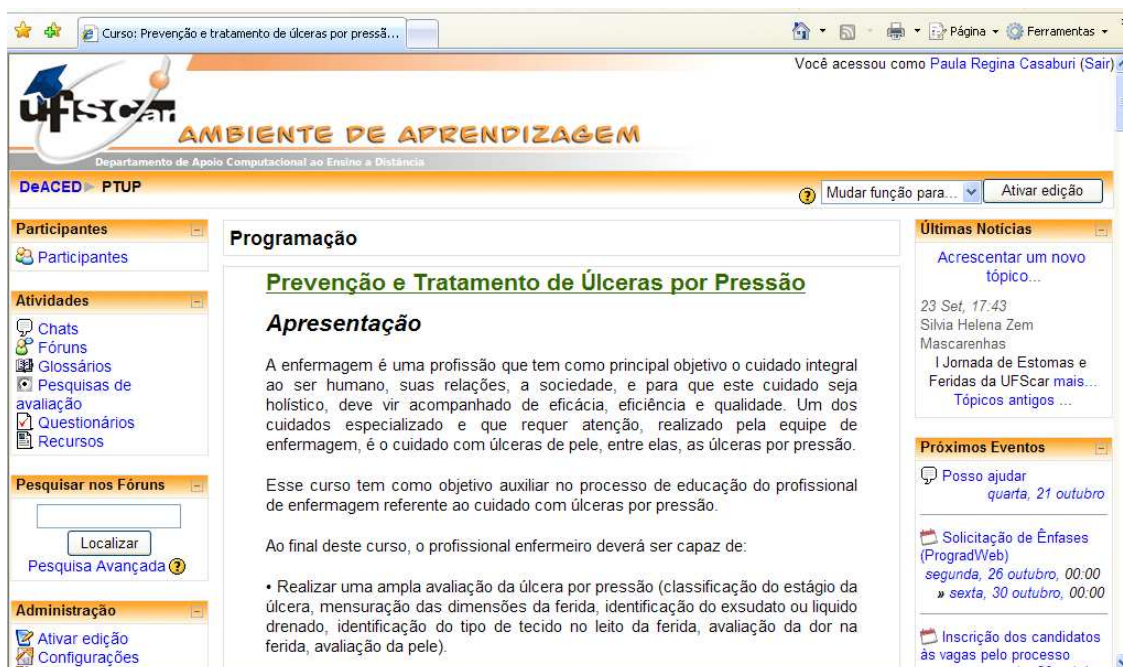 Curso: Prevenção e tratamento de úlceras por pressã...
Página
Ferramentas
Você acessou como Paula Regina Casaburi (Sair)
ufscar
AMBIENTE DE APRENDIZAGEM
Departamento de Apoio Computacional ao Ensino a Distância
DeACED PTUP
Mudar função para...
Ativar edição
Participantes
Participantes
Atividades
Chats
Fóruns
Glossários
Pesquisas de
avaliação
Questionários
Recursos
Pesquisar nos Fóruns
Localizar
Pesquisa Avançada
Administração
Ativar edição
Configurações
Programação
Prevenção e Tratamento de Úlceras por Pressão
Apresentação
A enfermagem é uma profissão que tem como principal objetivo o cuidado integral
ao ser humano, suas relações, a sociedade, e para que este cuidado seja
holístico, deve vir acompanhado de eficácia, eficiência e qualidade. Um dos
cuidados especializado e que requer atenção, realizado pela equipe de
enfermagem, é o cuidado com úlceras de pele, entre elas, as úlceras por pressão.
Esse curso tem como objetivo auxiliar no processo de educação do profissional
de enfermagem referente ao cuidado com úlceras por pressão.
Ao final deste curso, o profissional enfermeiro deverá ser capaz de:
• Realizar uma ampla avaliação da úlcera por pressão (classificação do estágio da
úlcera, mensuração das dimensões da ferida, identificação do exsudato ou liquido
drenado, identificação do tipo de tecido no leito da ferida, avaliação da dor na
ferida, avaliação da pele).
Últimas Notícias
Acrescentar um novo
tópico...
23 Set, 17:43
Silvia Helena Zem
Mascarenhas
I Jornada de Estomas e
Feridas da UFScar mais...
Tópicos antigos ...
Próximos Eventos
Posso ajudar
quarta, 21 outubro
Solicitação de Ênfases
(ProgradWeb)
segunda, 26 outubro, 00:00
» sexta, 30 outubro, 00:00
Inscrição dos candidatos
às vagas pelo processo